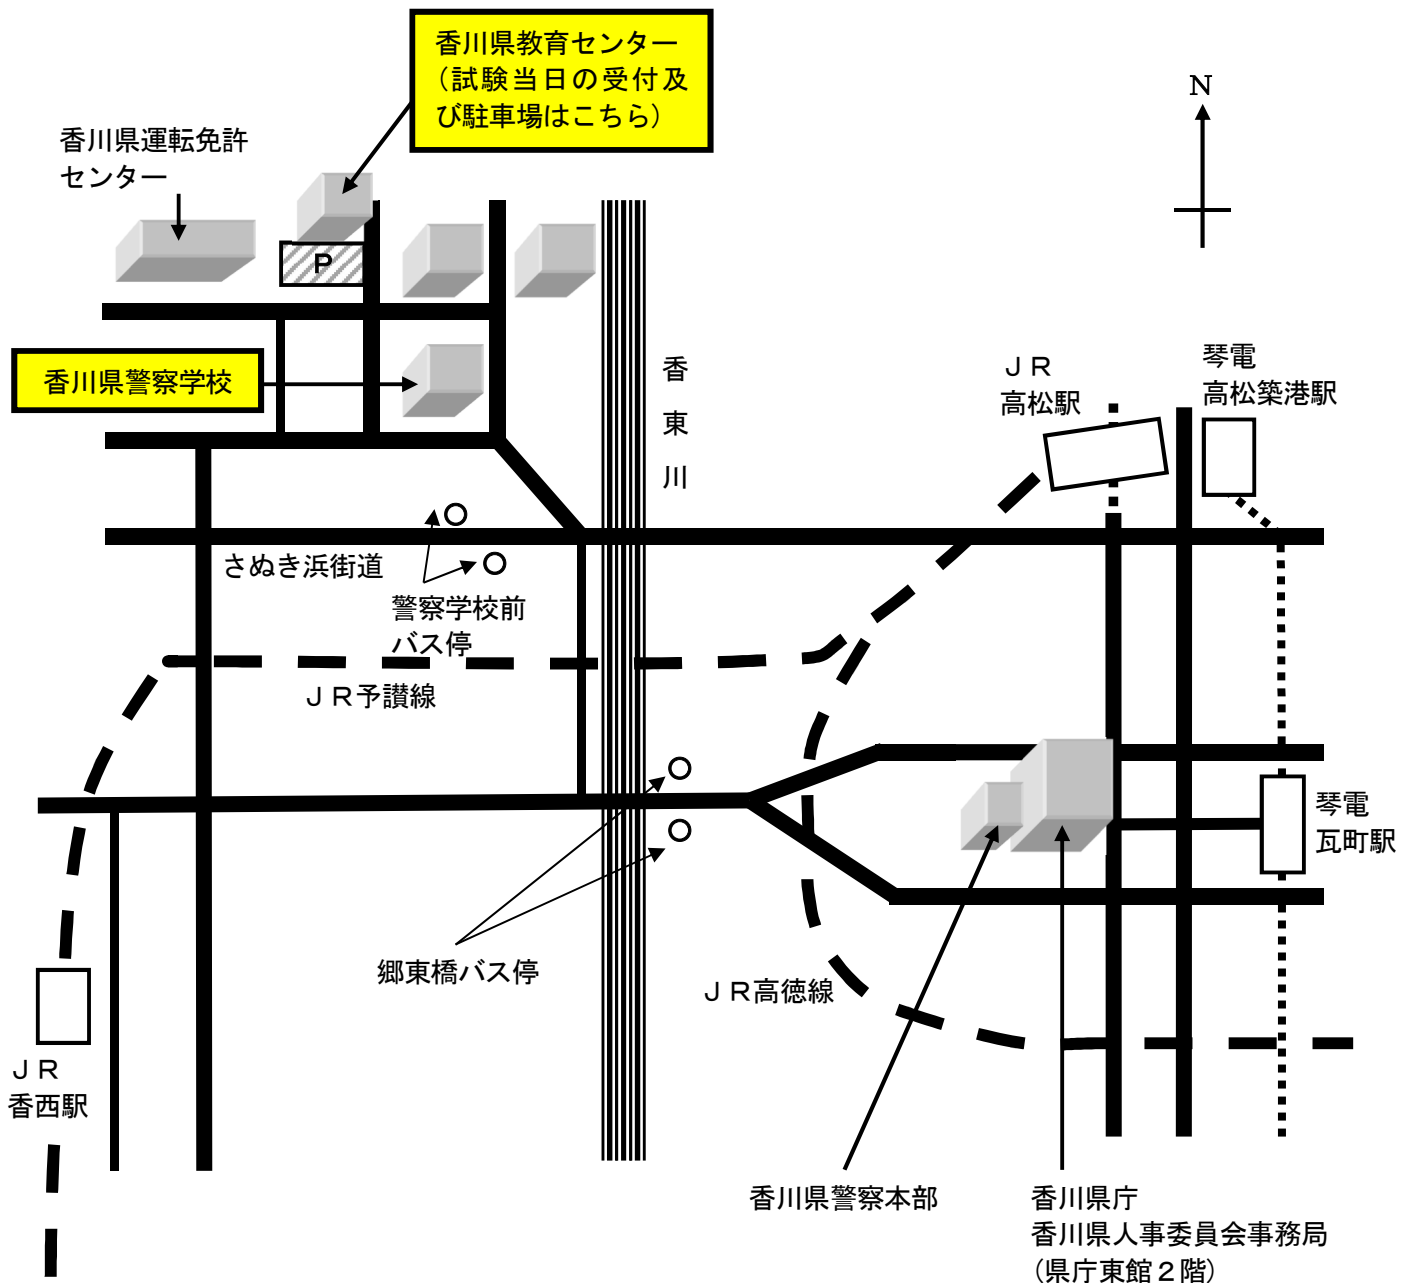 香川県教育センター
（試験当日の受付及
び駐車場はこちら）
N
香川県運転免許
センター
P
香川県警察学校
香
東
川
ＪＲ
高松駅
琴電
高松築港駅
さぬき浜街道
警察学校前
バス停
ＪＲ予讃線
琴電
瓦町駅
郷東橋バス停
ＪＲ高徳線
ＪＲ
香西駅
香川県警察本部
香川県庁
香川県人事委員会事務局
（県庁東館２階）